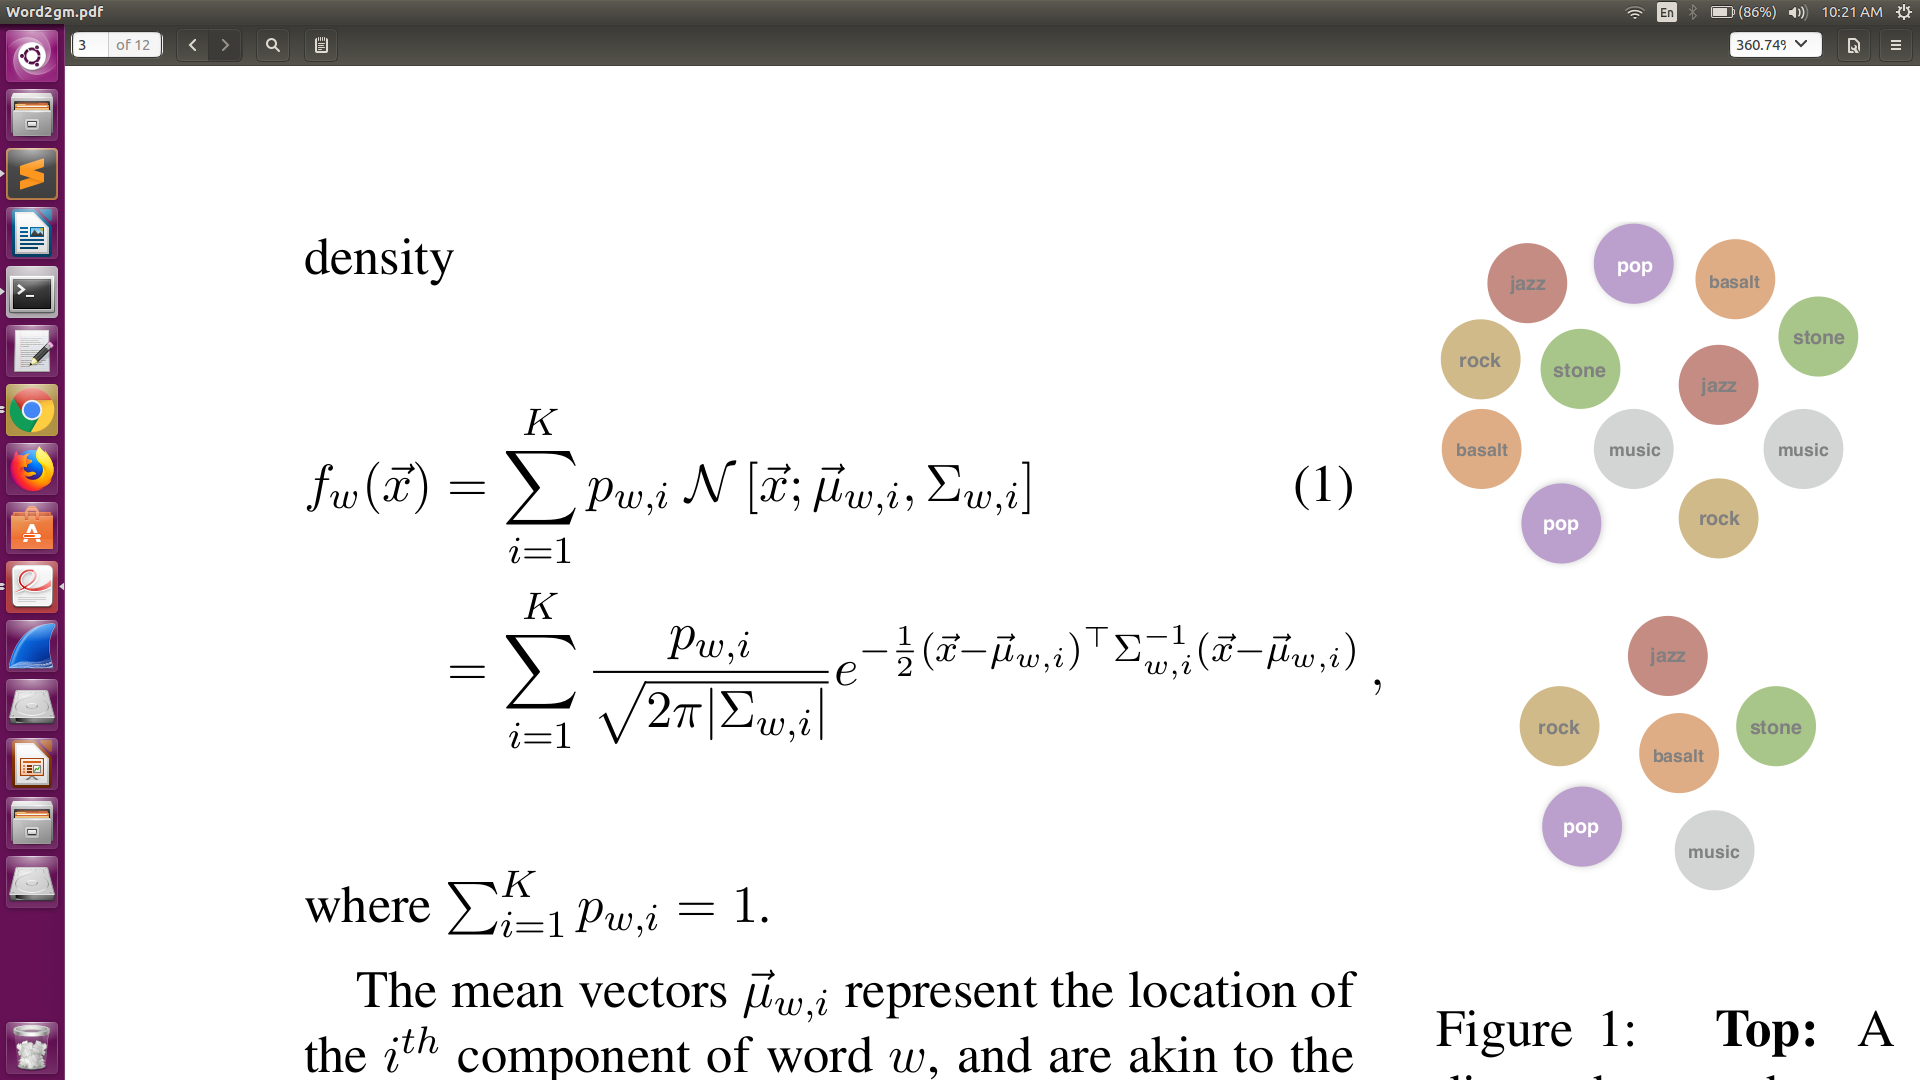 Word2gm.pdf
En
(86%)
10:21 AM
3
of 12
360.74%
density
f_w(\vec{x}) = \sum_{i=1}^{K} p_{w,i} \mathcal{N}[\vec{x}; \vec{\mu}_{w,i}, \Sigma_{w,i}] (1)
= \sum_{i=1}^{K} \frac{p_{w,i}}{\sqrt{2\pi|\Sigma_{w,i}|}} e^{-\frac{1}{2}(\vec{x}-\vec{\mu}_{w,i})^{\top}\Sigma_{w,i}^{-1}(\vec{x}-\vec{\mu}_{w,i})},
where \sum_{i=1}^{K} p_{w,i} = 1.
The mean vectors \vec{\mu}_{w,i} represent the location of
the i^{th} component of word w, and are akin to the
pop
jazz
basalt
stone
rock
stone
jazz
basalt
music
music
pop
rock
jazz
rock
stone
basalt
pop
music
Figure 1: Top: A